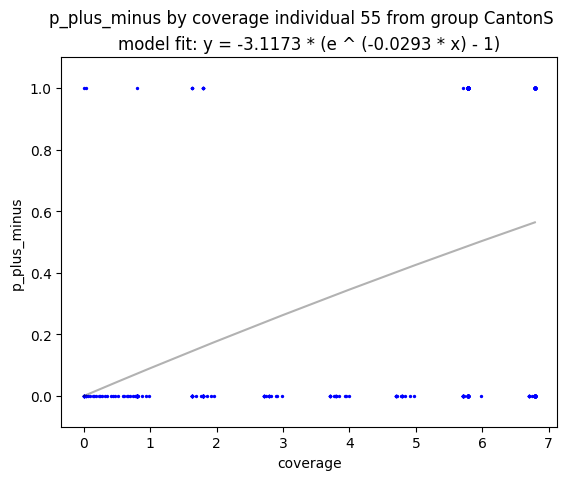 p_plus_minus by coverage individual 55 from group CantonS
model fit: y = -3.1173 * (e ^ (-0.0293 * x) - 1)
1.0
0.8
0.6
0.4
0.2
0.0
p_plus_minus
0 1 2 3 4 5 6 7
coverage